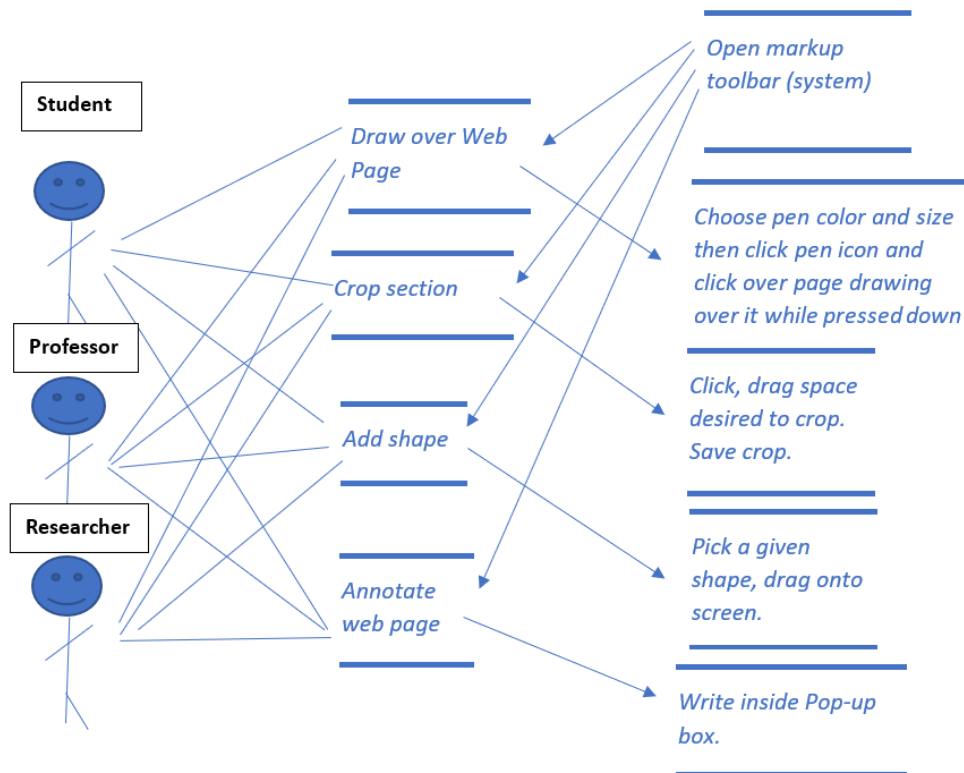 Student
Professor
Researcher
Draw over Web
Page
Crop section
Add shape
Annotate
web page
Open markup
toolbar (system)
Choose pen color and size
then click pen icon and
click over page drawing
over it while pressed down
Click, drag space
desired to crop.
Save crop.
Pick a given
shape, drag onto
screen.
Write inside Pop-up
box.